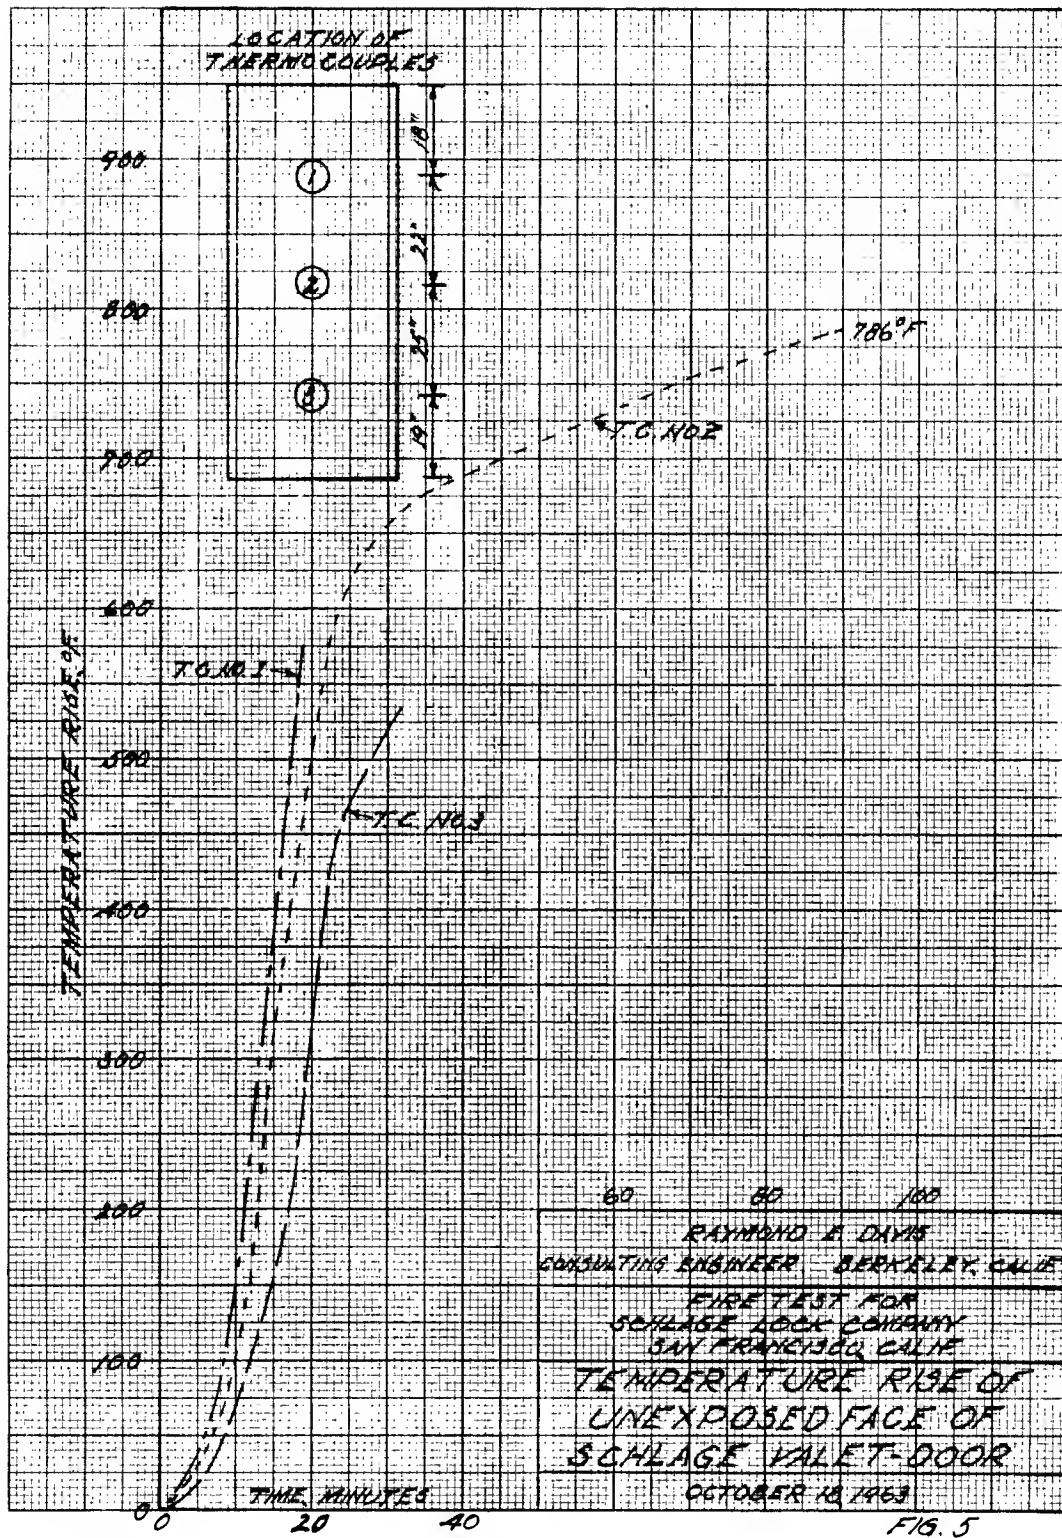 LOCATION OF
THERMOCOUPLES
18"
22"
25"
19"
1
2
3
900
800
700
600
500
400
300
200
100
0
TEMPERATURE RISE, °F
786°F
T.C. NO.2
T.C. NO.1
T.C. NO.3
0
20
40
60
80
100
TIME, MINUTES
RAYMOND E DAVIS
CONSULTING ENGINEER BERKELEY, CALIF
FIRE TEST FOR
SCHLAGE LOCK COMPANY
SAN FRANCISCO, CALIF
TEMPERATURE RISE OF
UNEXPOSED FACE OF
SCHLAGE VALET-DOOR
OCTOBER 1963
FIG. 5